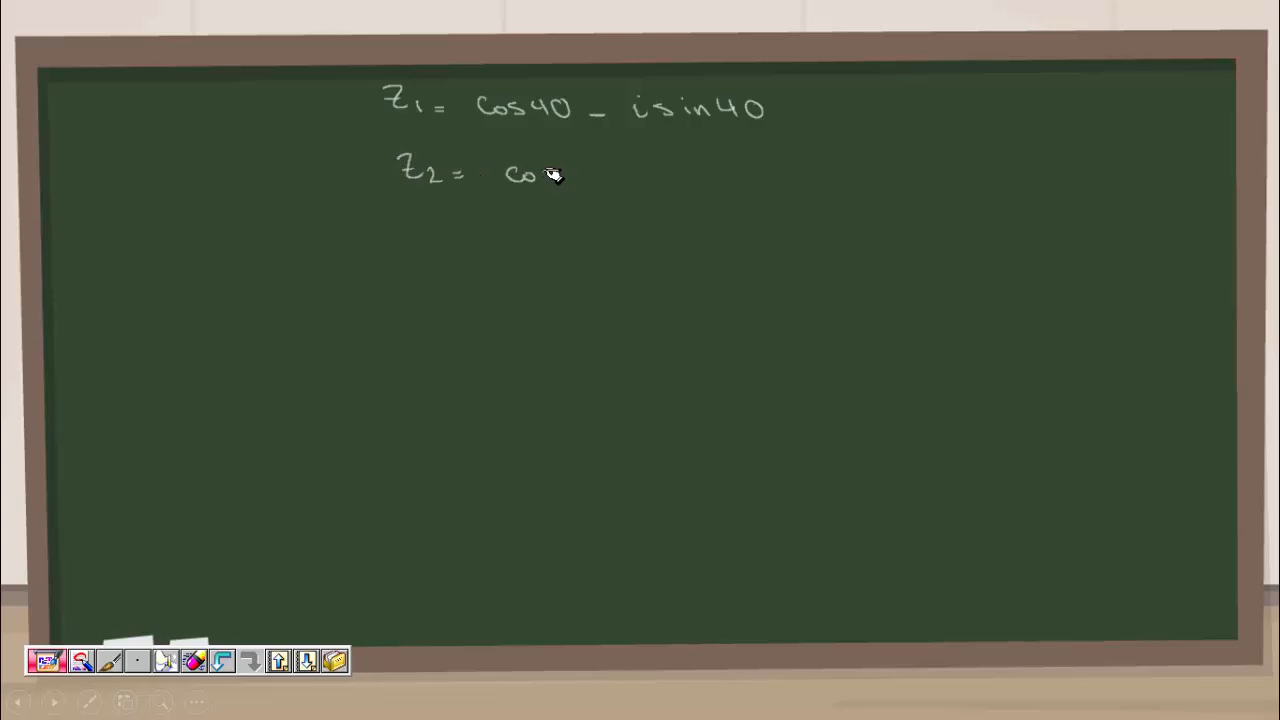 Z₁ = cos40 - isin40
Z₂ = co